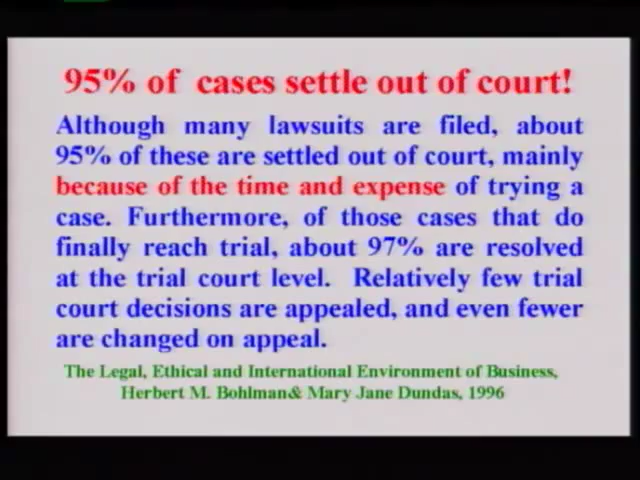 95% of cases settle out of court!
Although many lawsuits are filed, about
95% of these are settled out of court, mainly
because of the time and expense of trying a
case. Furthermore, of those cases that do
finally reach trial, about 97% are resolved
at the trial court level. Relatively few trial
court decisions are appealed, and even fewer
are changed on appeal.
The Legal, Ethical and International Environment of Business,
Herbert M. Bohlman& Mary Jane Dundas, 1996